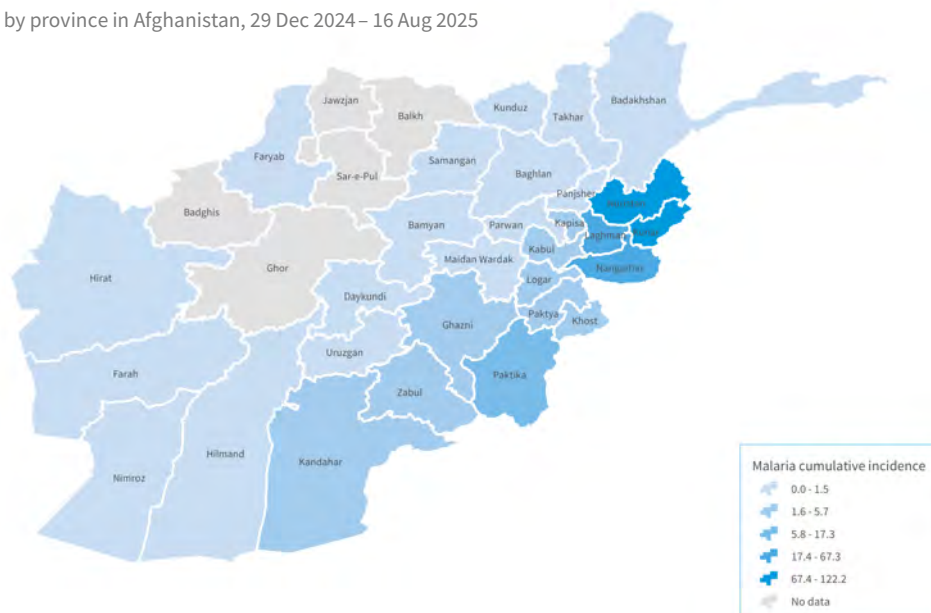 by province in Afghanistan, 29 Dec 2024 – 16 Aug 2025
Jawzjan
Balkh
Kunduz
Takhar
Badakhshan
Faryab
Samangan
Sar-e-Pul
Baghlan
Panjsher
Nuristan
Badghis
Bamyan
Parwan
Kapisa
Laghman
Kunar
Kabul
Maidan Wardak
Nangarhar
Ghor
Hirat
Logar
Daykundi
Paktya
Khost
Ghazni
Uruzgan
Farah
Paktika
Zabul
Hilmand
Kandahar
Nimroz
Malaria cumulative incidence
0.0 - 1.5
1.6 - 5.7
5.8 - 17.3
17.4 - 67.3
67.4 - 122.2
No data